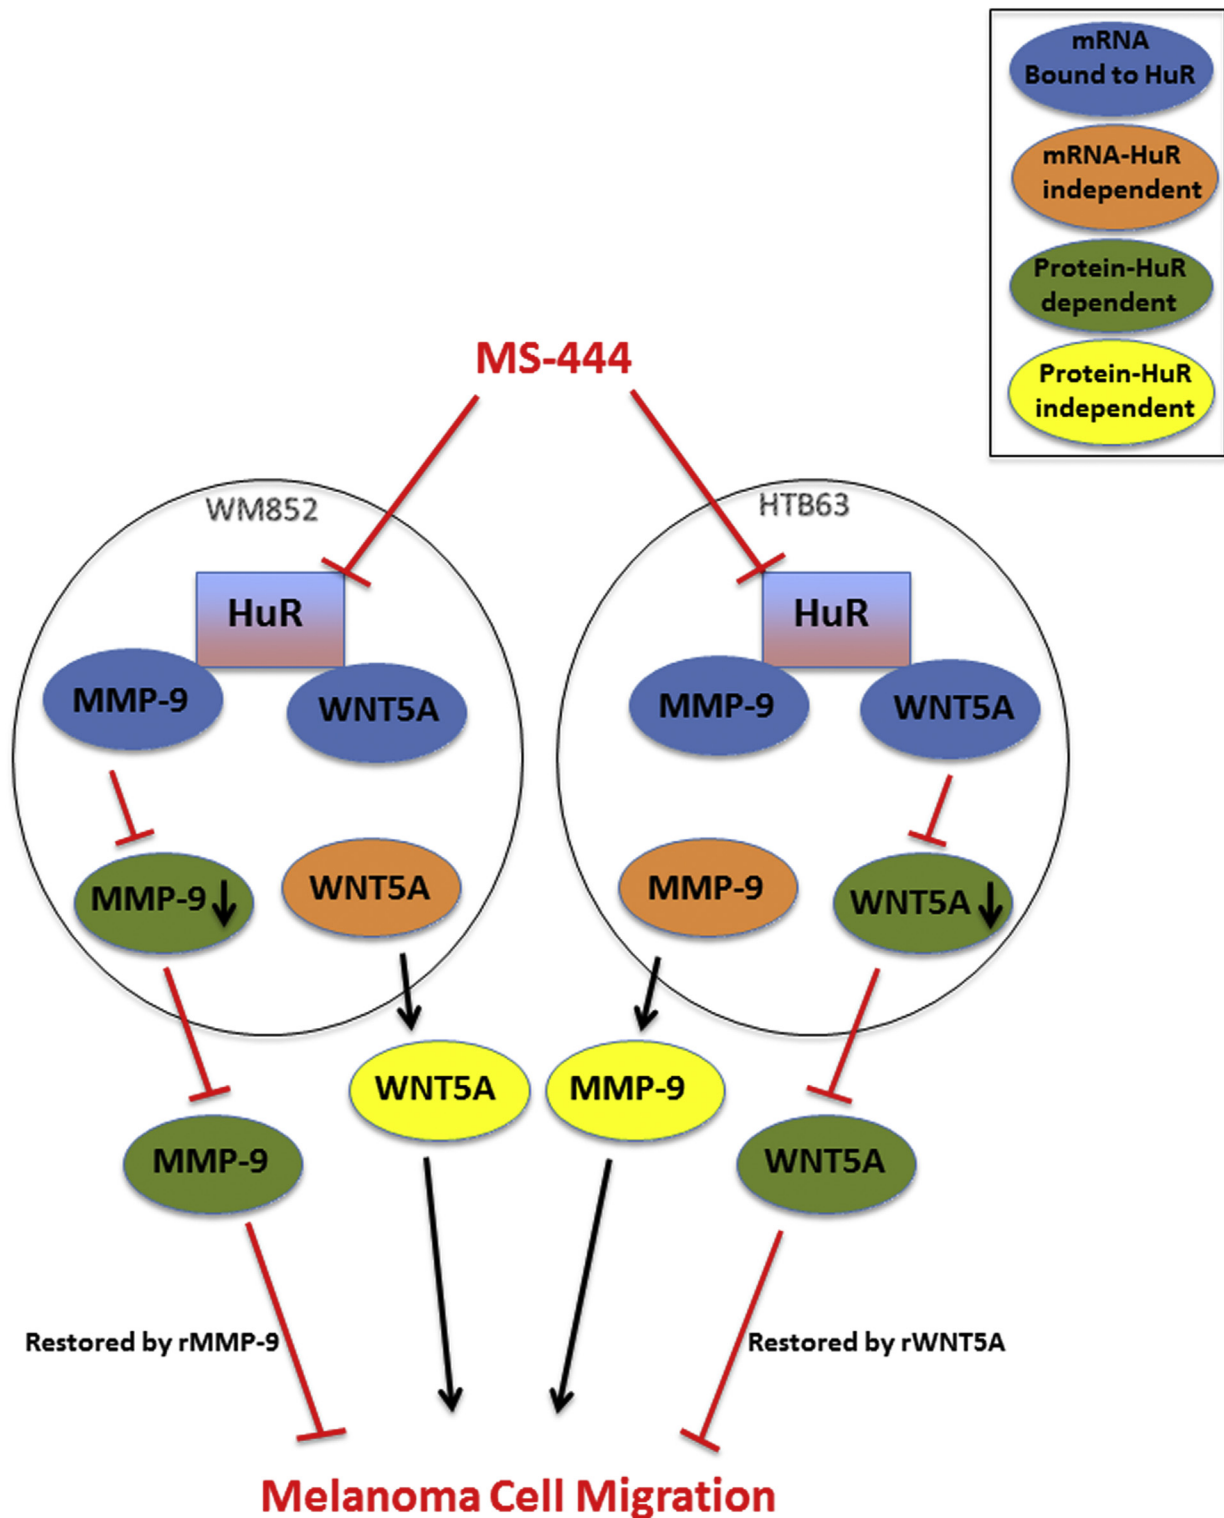 mRNA
Bound to HuR
mRNA-HuR
independent
Protein-HuR
dependent
Protein-HuR
independent
MS-444
WM852
HTB63
HuR
HuR
MMP-9
WNT5A
MMP-9
WNT5A
MMP-9
WNT5A
MMP-9
WNT5A
WNT5A
MMP-9
MMP-9
WNT5A
Restored by rMMP-9
Restored by rWNT5A
Melanoma Cell Migration